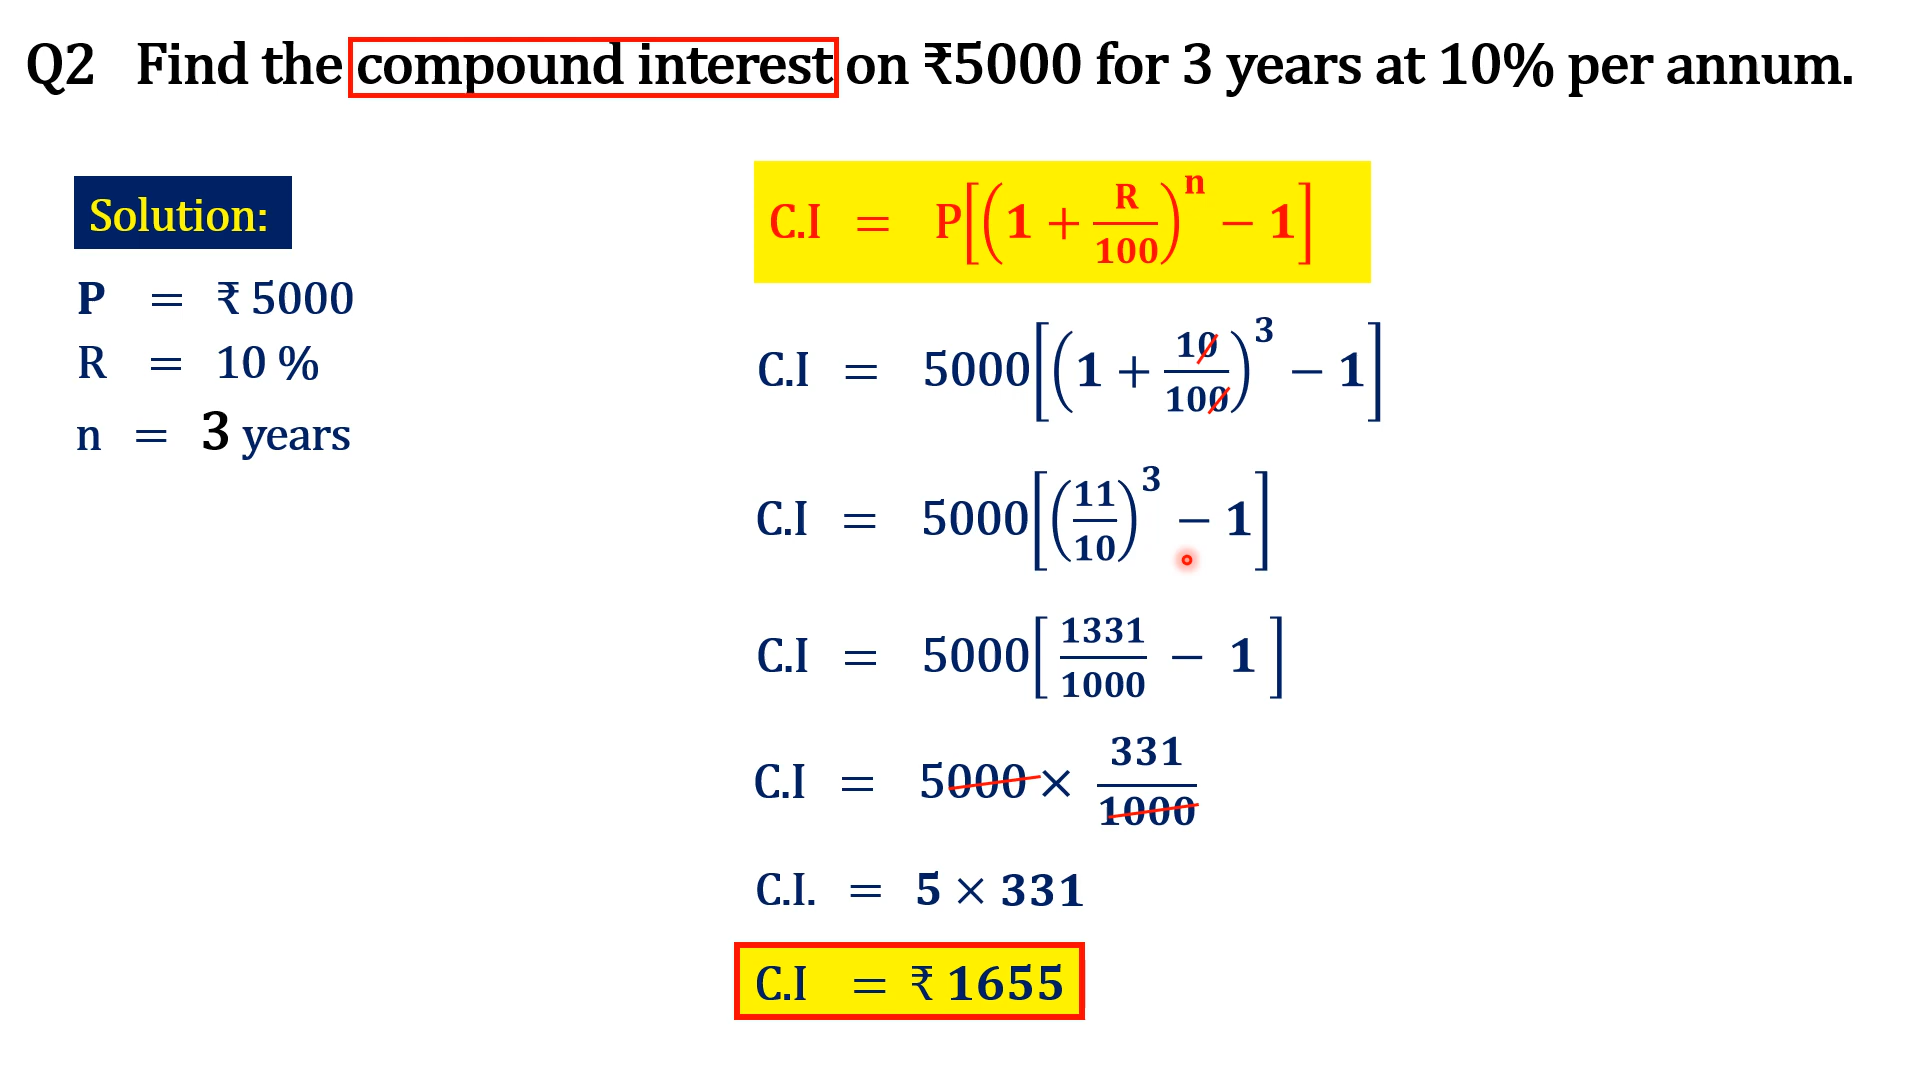 Q2 Find the compound interest on ₹5000 for 3 years at 10% per annum.
Solution:
P = ₹ 5000
R = 10 %
n = 3 years
C.I = P[(1 + R/100)^n − 1]
C.I = 5000[(1 + 10/100)^3 − 1]
C.I = 5000[(11/10)^3 − 1]
C.I = 5000[1331/1000 − 1]
C.I = 5000 × 331/1000
C.I. = 5 × 331
C.I = ₹ 1655